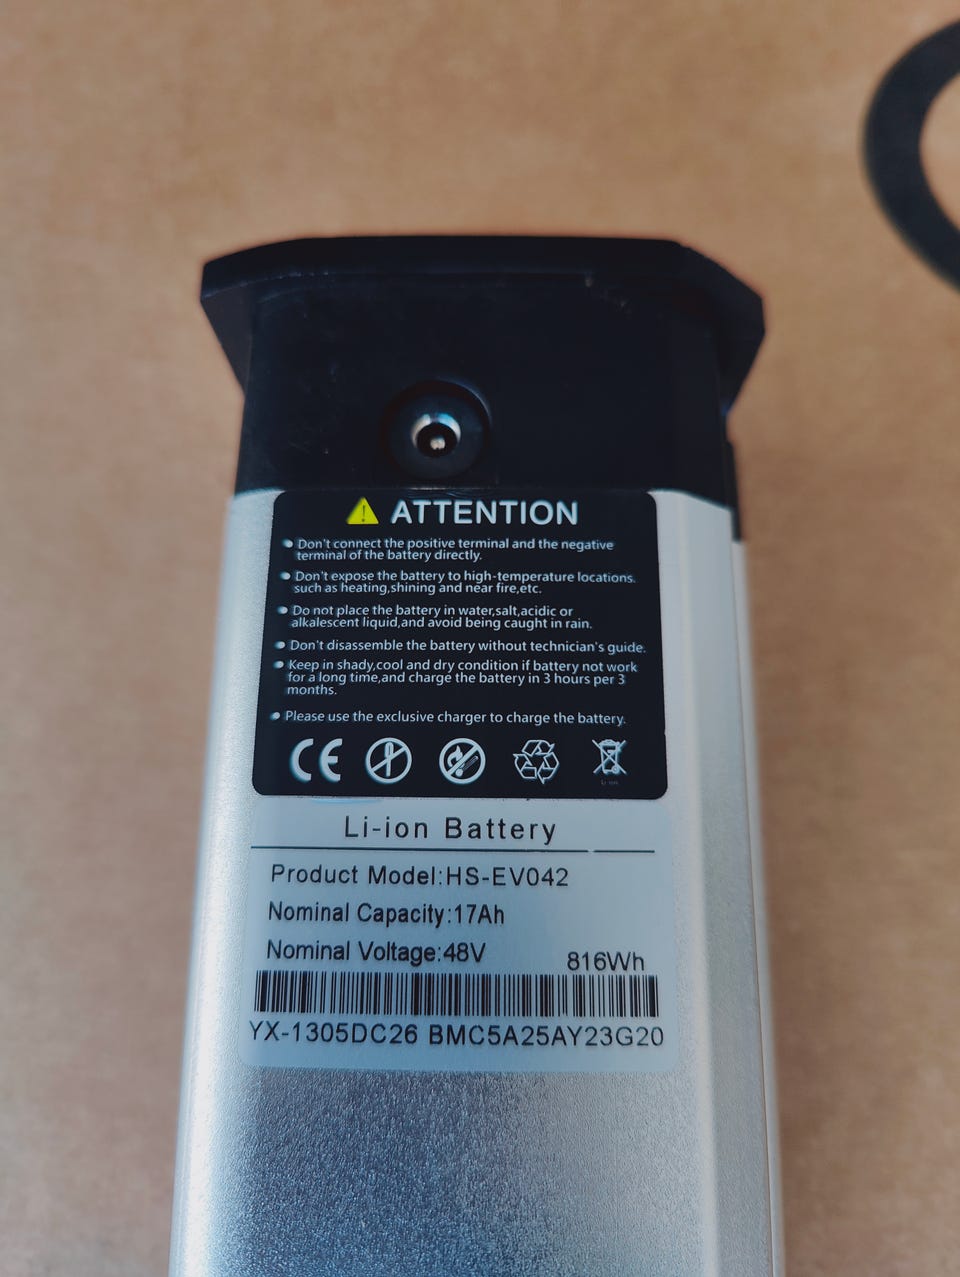 ATTENTION
Don't connect the positive terminal and the negative
terminal of the battery directly.
Don't expose the battery to high-temperature locations.
such as heating,shining and near fire,etc.
Do not place the battery in water,salt,acidic or
alkalescent liquid,and avoid being caught in rain.
Don't disassemble the battery without technician's guide.
Keep in shady,cool and dry condition if battery not work
for a long time,and charge the battery in 3 hours per 3
months.
Please use the exclusive charger to charge the battery.
CE
Li-ion
Li-ion Battery
Product Model:HS-EV042
Nominal Capacity:17Ah
Nominal Voltage:48V 816Wh
YX-1305DC26 BMC5A25AY23G20